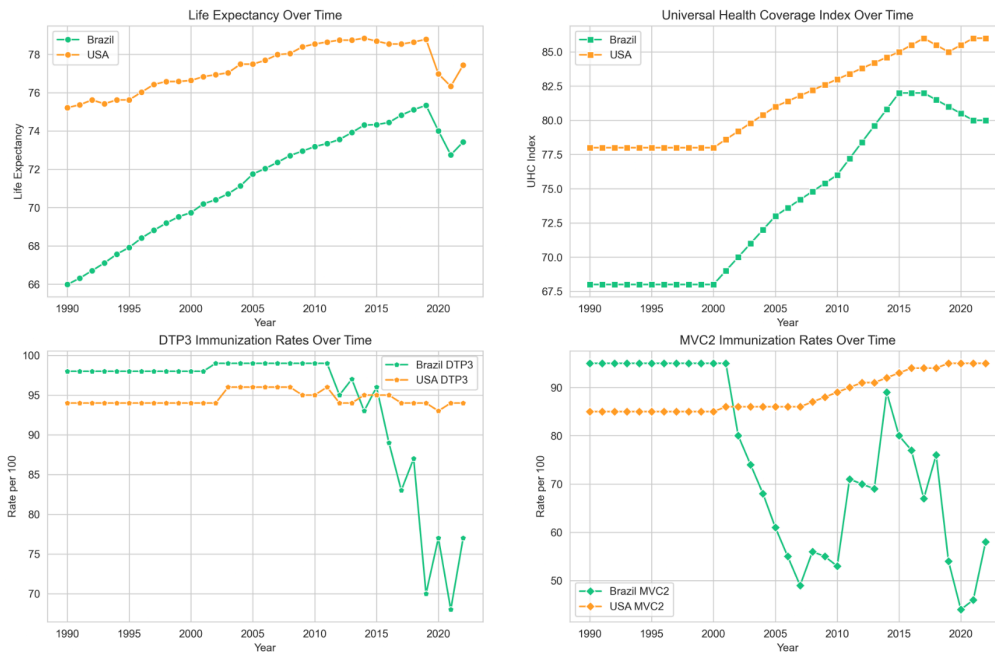 Life Expectancy Over Time
Brazil
USA
78
76
74
72
70
68
66
Life Expectancy
1990
1995
2000
2005
2010
2015
2020
Year
Universal Health Coverage Index Over Time
Brazil
USA
85.0
82.5
80.0
77.5
75.0
72.5
70.0
67.5
UHC Index
1990
1995
2000
2005
2010
2015
2020
Year
DTP3 Immunization Rates Over Time
Brazil DTP3
USA DTP3
100
95
90
85
80
75
70
Rate per 100
1990
1995
2000
2005
2010
2015
2020
Year
MVC2 Immunization Rates Over Time
90
80
70
60
50
Rate per 100
Brazil MVC2
USA MVC2
1990
1995
2000
2005
2010
2015
2020
Year